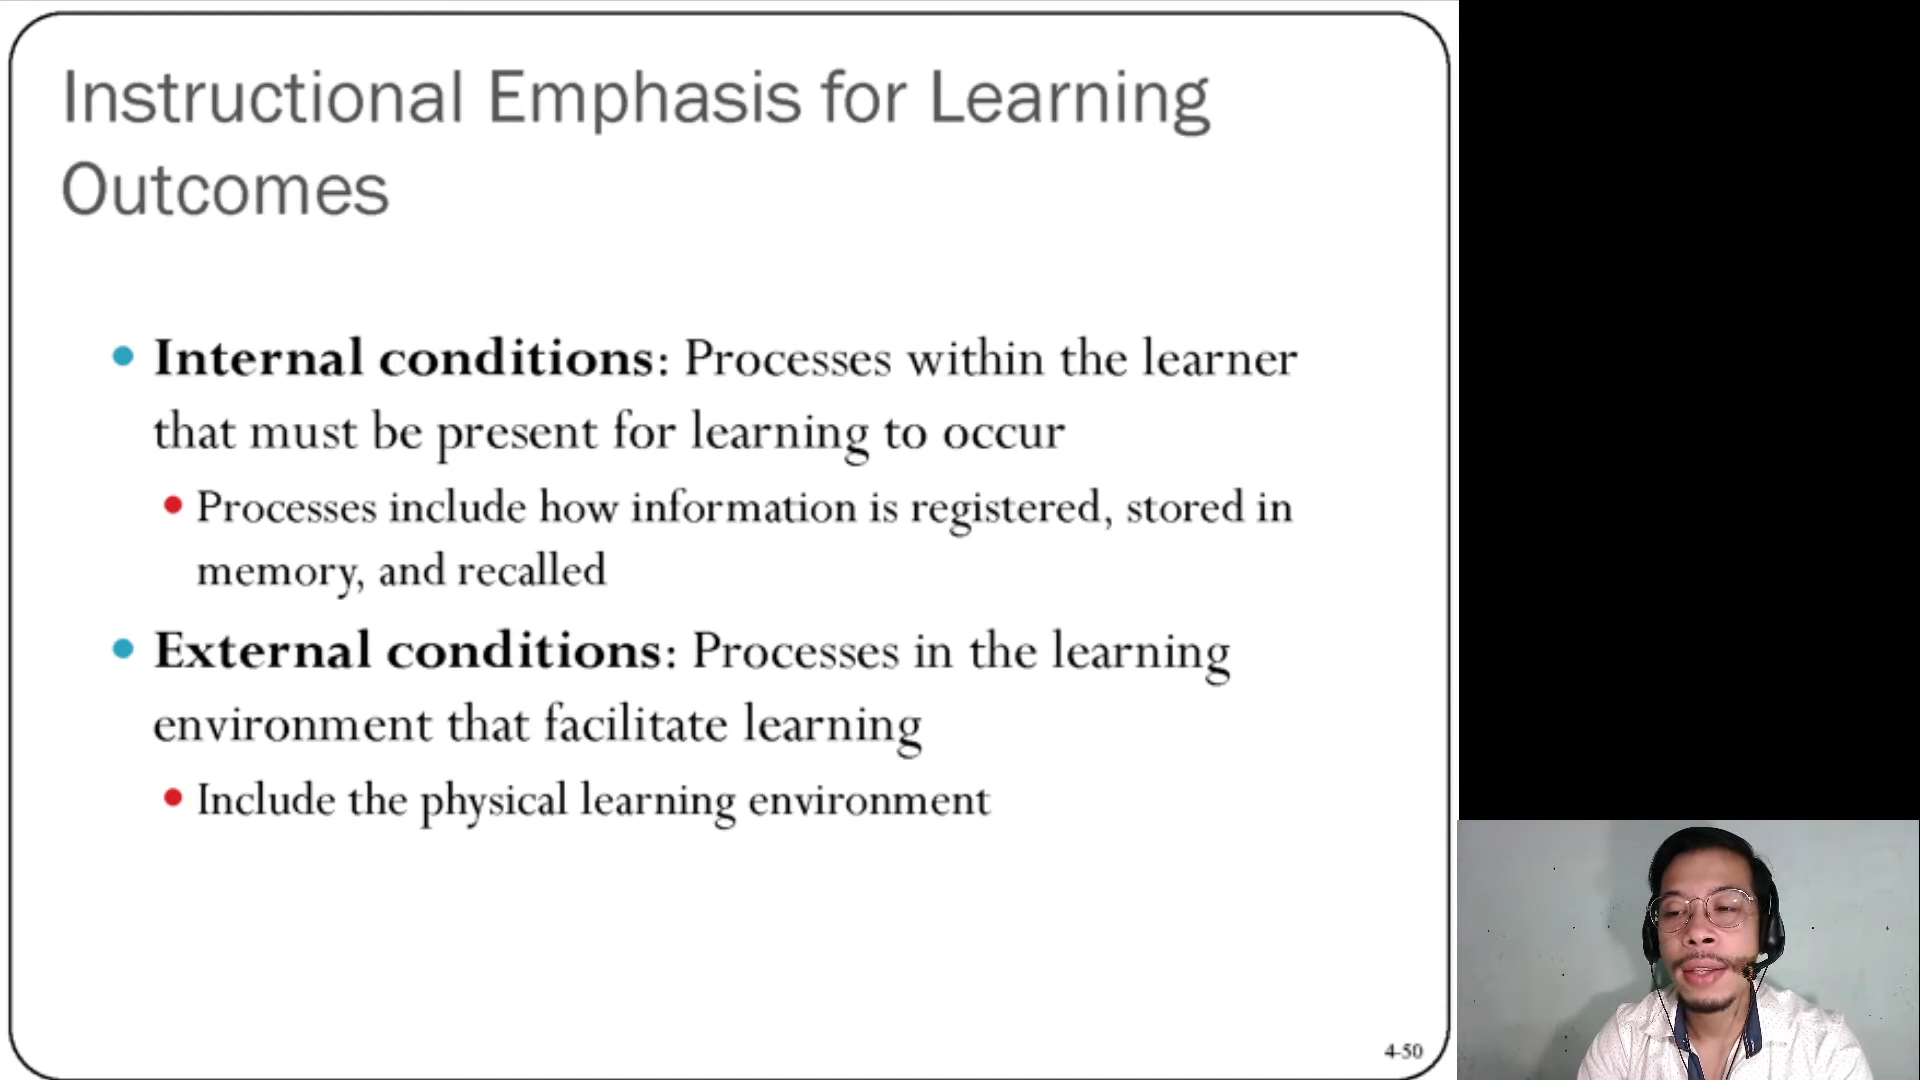 Instructional Emphasis for Learning
Outcomes
• Internal conditions: Processes within the learner
that must be present for learning to occur
• Processes include how information is registered, stored in
memory, and recalled
• External conditions: Processes in the learning
environment that facilitate learning
• Include the physical learning environment
4-50